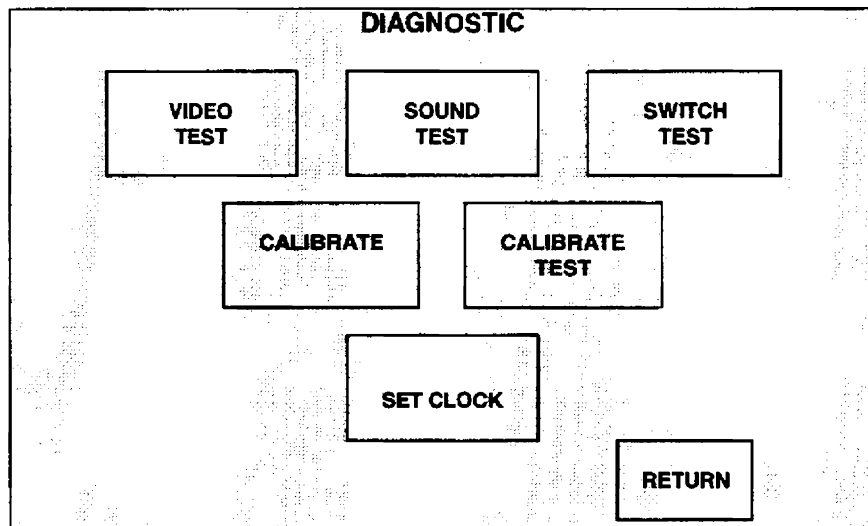 DIAGNOSTIC
VIDEO
TEST
SOUND
TEST
SWITCH
TEST
CALIBRATE
CALIBRATE
TEST
SET CLOCK
RETURN